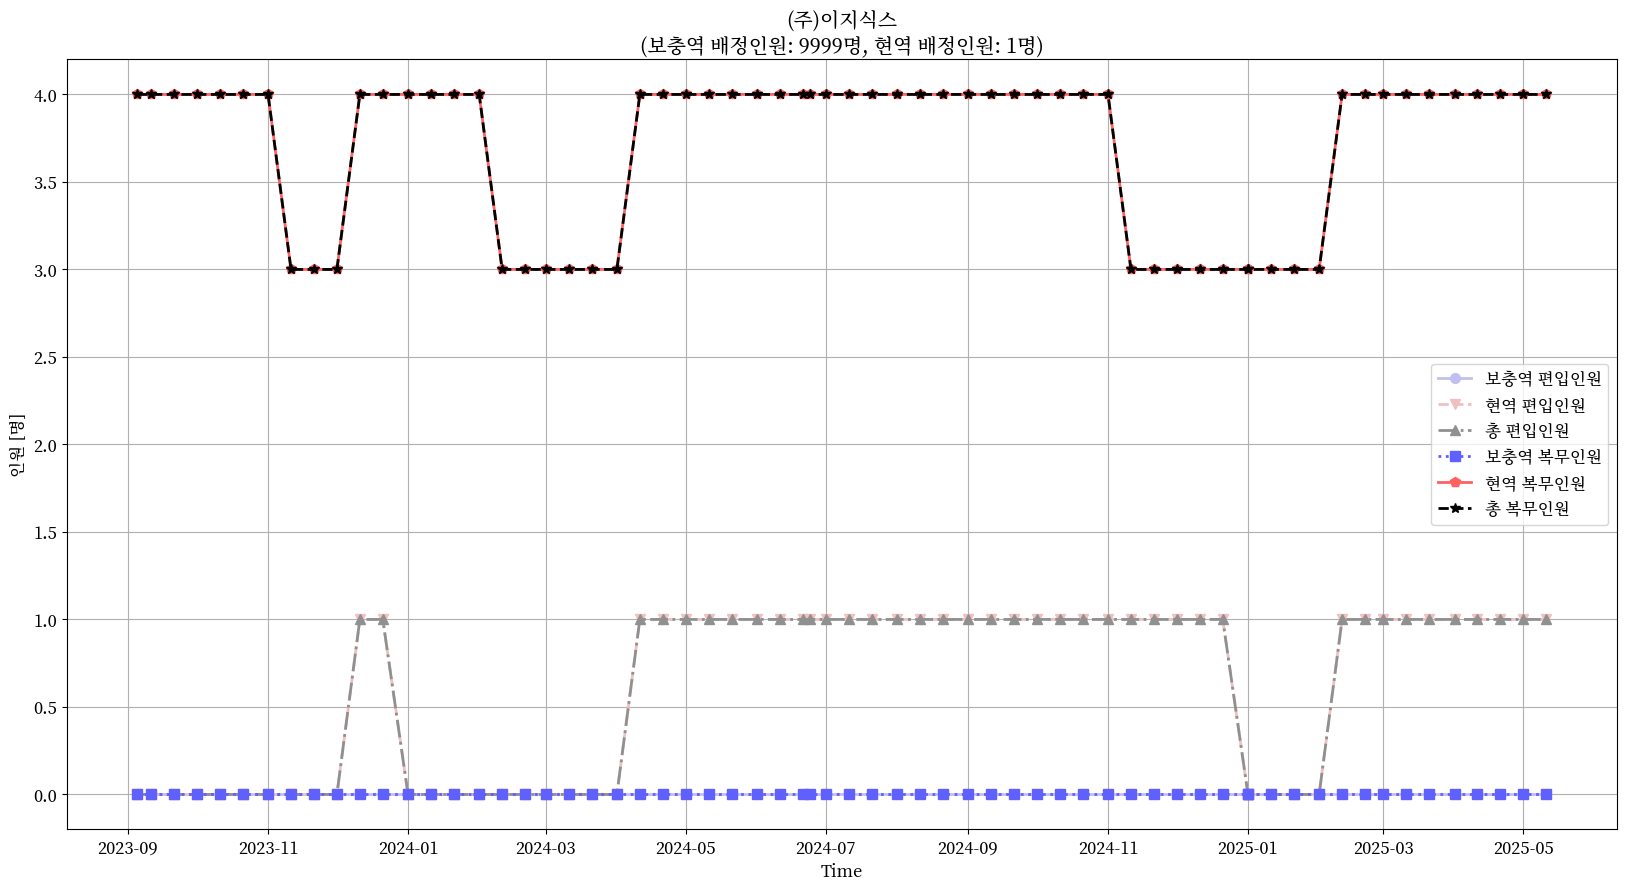 (주)이지식스
(보충역 배정인원: 9999명, 현역 배정인원: 1명)
4.0
3.5
3.0
2.5
2.0
1.5
1.0
0.5
0.0
인원 [명]
보충역 편입인원
현역 편입인원
총 편입인원
보충역 복무인원
현역 복무인원
총 복무인원
2023-09
2023-11
2024-01
2024-03
2024-05
2024-07
2024-09
2024-11
2025-01
2025-03
2025-05
Time